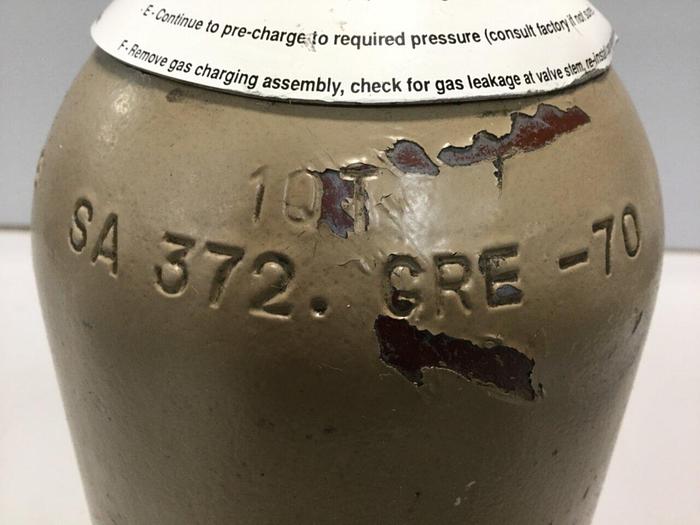 E - Continue to pre-charge to required pressure (consult factory if not
F - Remove gas charging assembly, check for gas leakage at valve stem,
SA 372. GRE -70